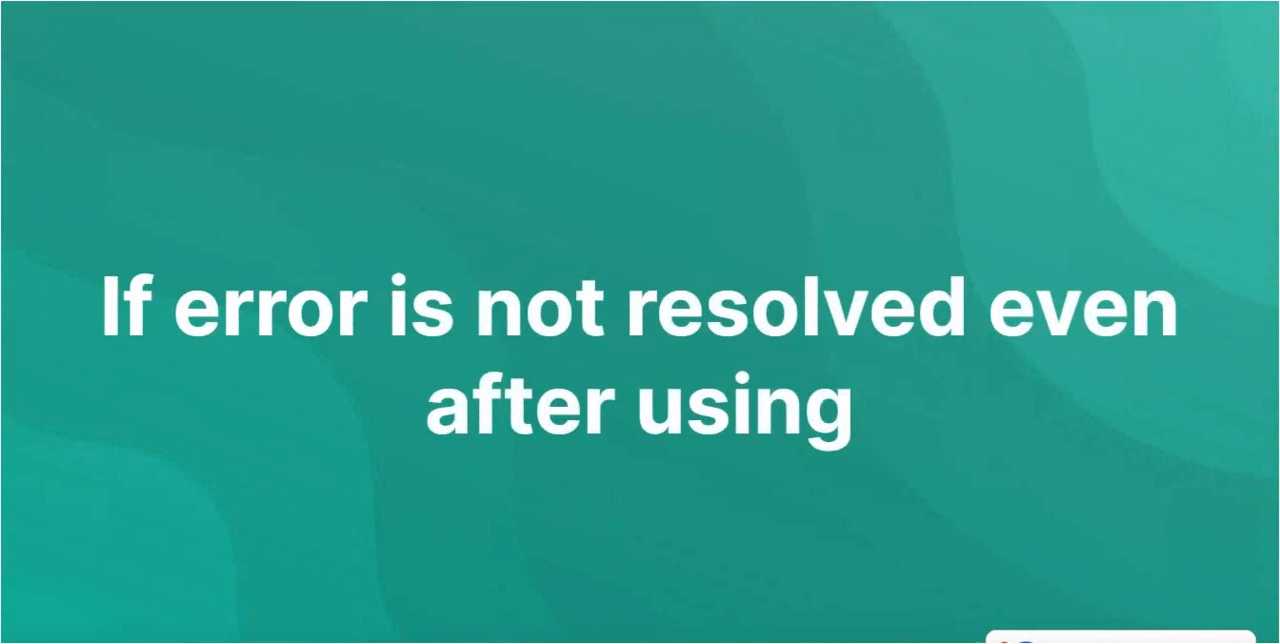 If error is not resolved even
after using